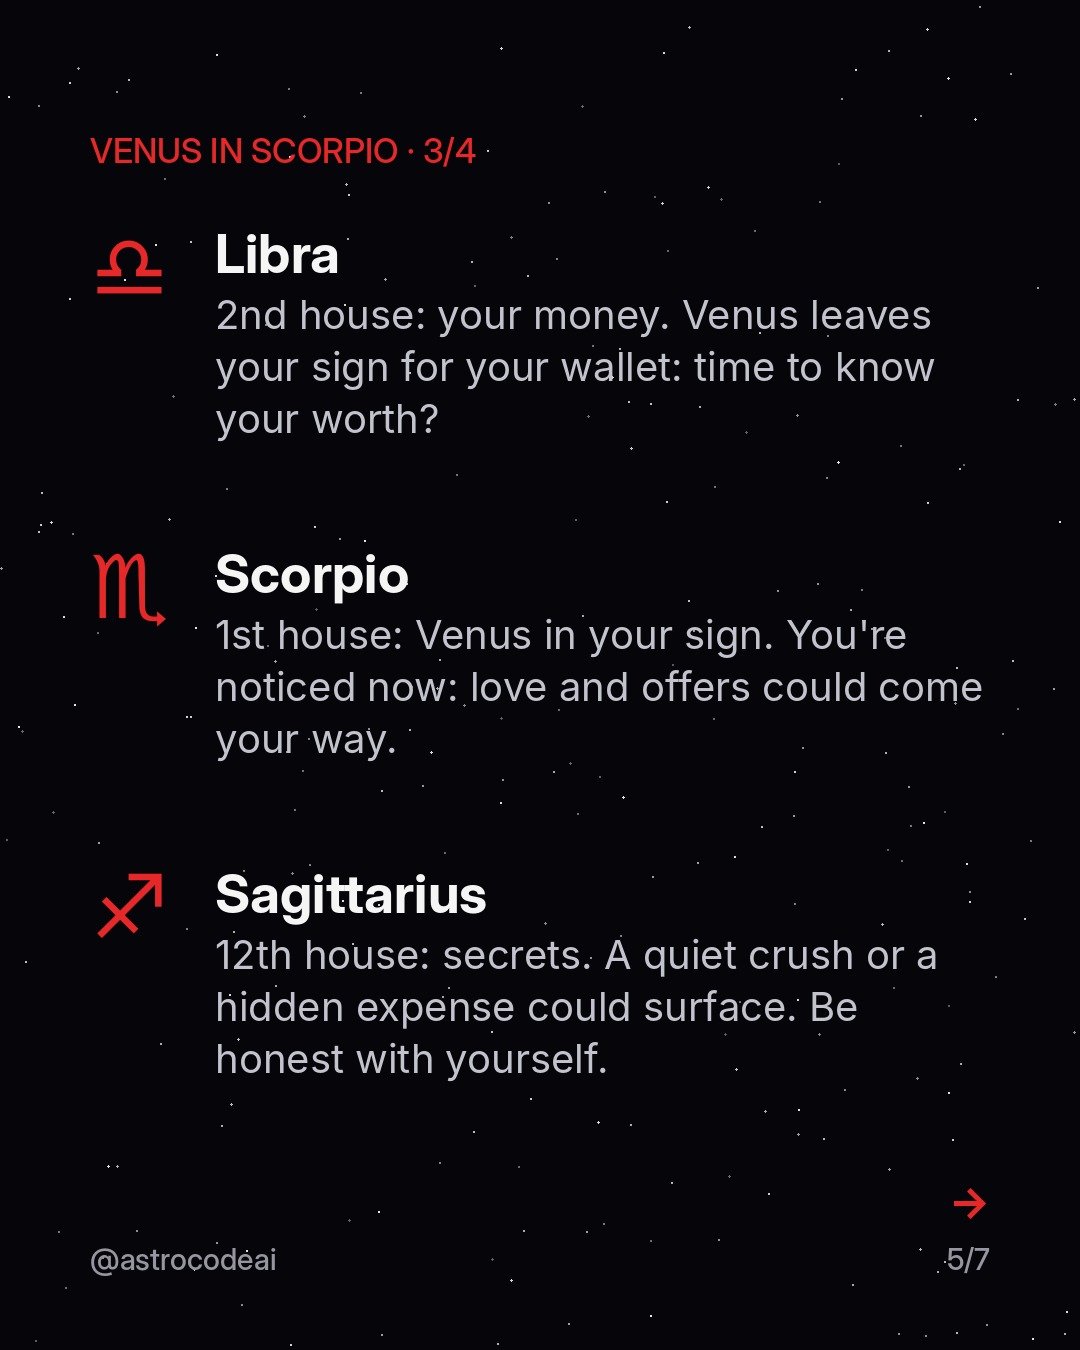 VENUS IN SCORPIO · 3/4
♎ Libra
2nd house: your money. Venus leaves
your sign for your wallet: time to know
your worth?
♏ Scorpio
1st house: Venus in your sign. You're
noticed now: love and offers could come
your way.
♐ Sagittarius
12th house: secrets. A quiet crush or a
hidden expense could surface. Be
honest with yourself.
→
@astrocodeai
5/7